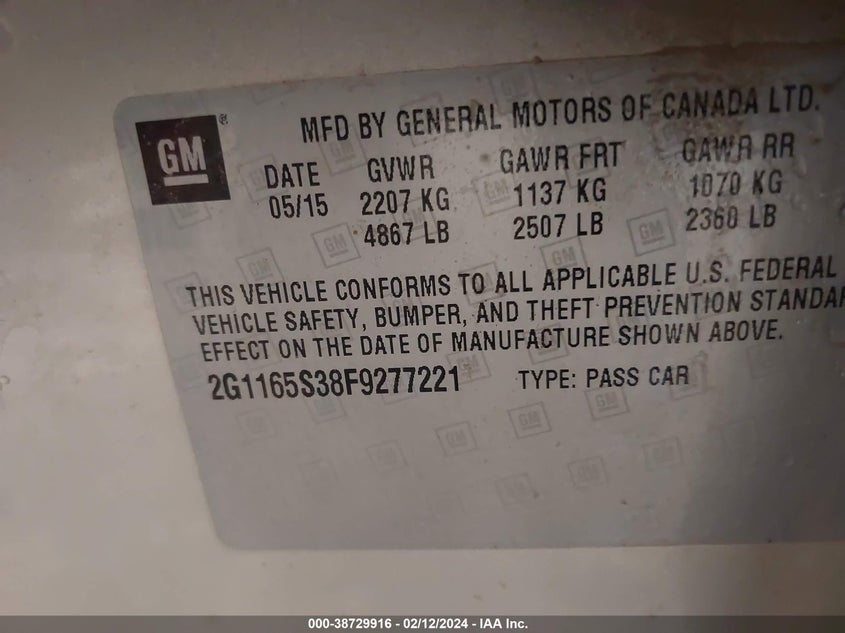 GM®
MFD BY GENERAL MOTORS OF CANADA LTD.
DATE GVWR GAWR FRT GAWR RR
05/15 2207 KG 1137 KG 1070 KG
4867 LB 2507 LB 2360 LB
THIS VEHICLE CONFORMS TO ALL APPLICABLE U.S. FEDERAL
VEHICLE SAFETY, BUMPER, AND THEFT PREVENTION STANDAR
EFFECT ON THE DATE OF MANUFACTURE SHOWN ABOVE.
2G1165S38F9277221 TYPE: PASS CAR
000-38729916 - 02/12/2024 - IAA Inc.